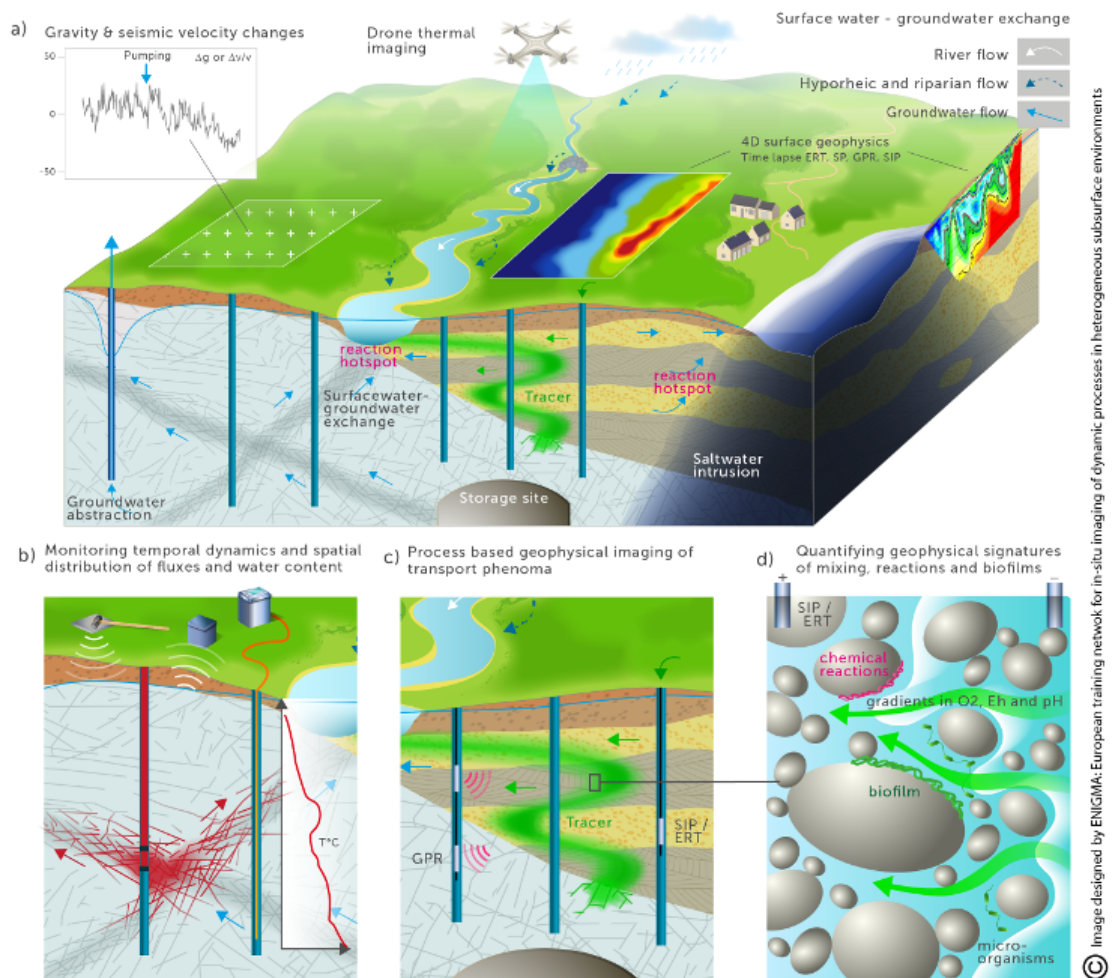 a)
Gravity & seismic velocity changes
50
0
-50
Pumping
Δg or Δv/v
Drone thermal
imaging
Surface water - groundwater exchange
River flow
Hyporheic and riparian flow
Groundwater flow
4D surface geophysics
Time lapse ERT, SP, GPR, SIP
reaction
hotspot
Surfacewater-
groundwater
exchange
Tracer
reaction
hotspot
Saltwater
intrusion
Storage site
Groundwater
abstraction
b) Monitoring temporal dynamics and spatial
distribution of fluxes and water content
T°C
c) Process based geophysical imaging of
transport phenoma
GPR
Tracer
SIP /
ERT
d) Quantifying geophysical signatures
of mixing, reactions and biofilms
+
–
SIP /
ERT
chemical
reactions
gradients in O2, Eh and pH
biofilm
micro-
organisms
© Image designed by ENIGMA: European training netwok for in-situ imaging of dynamic processes in heterogeneous subsurface environments